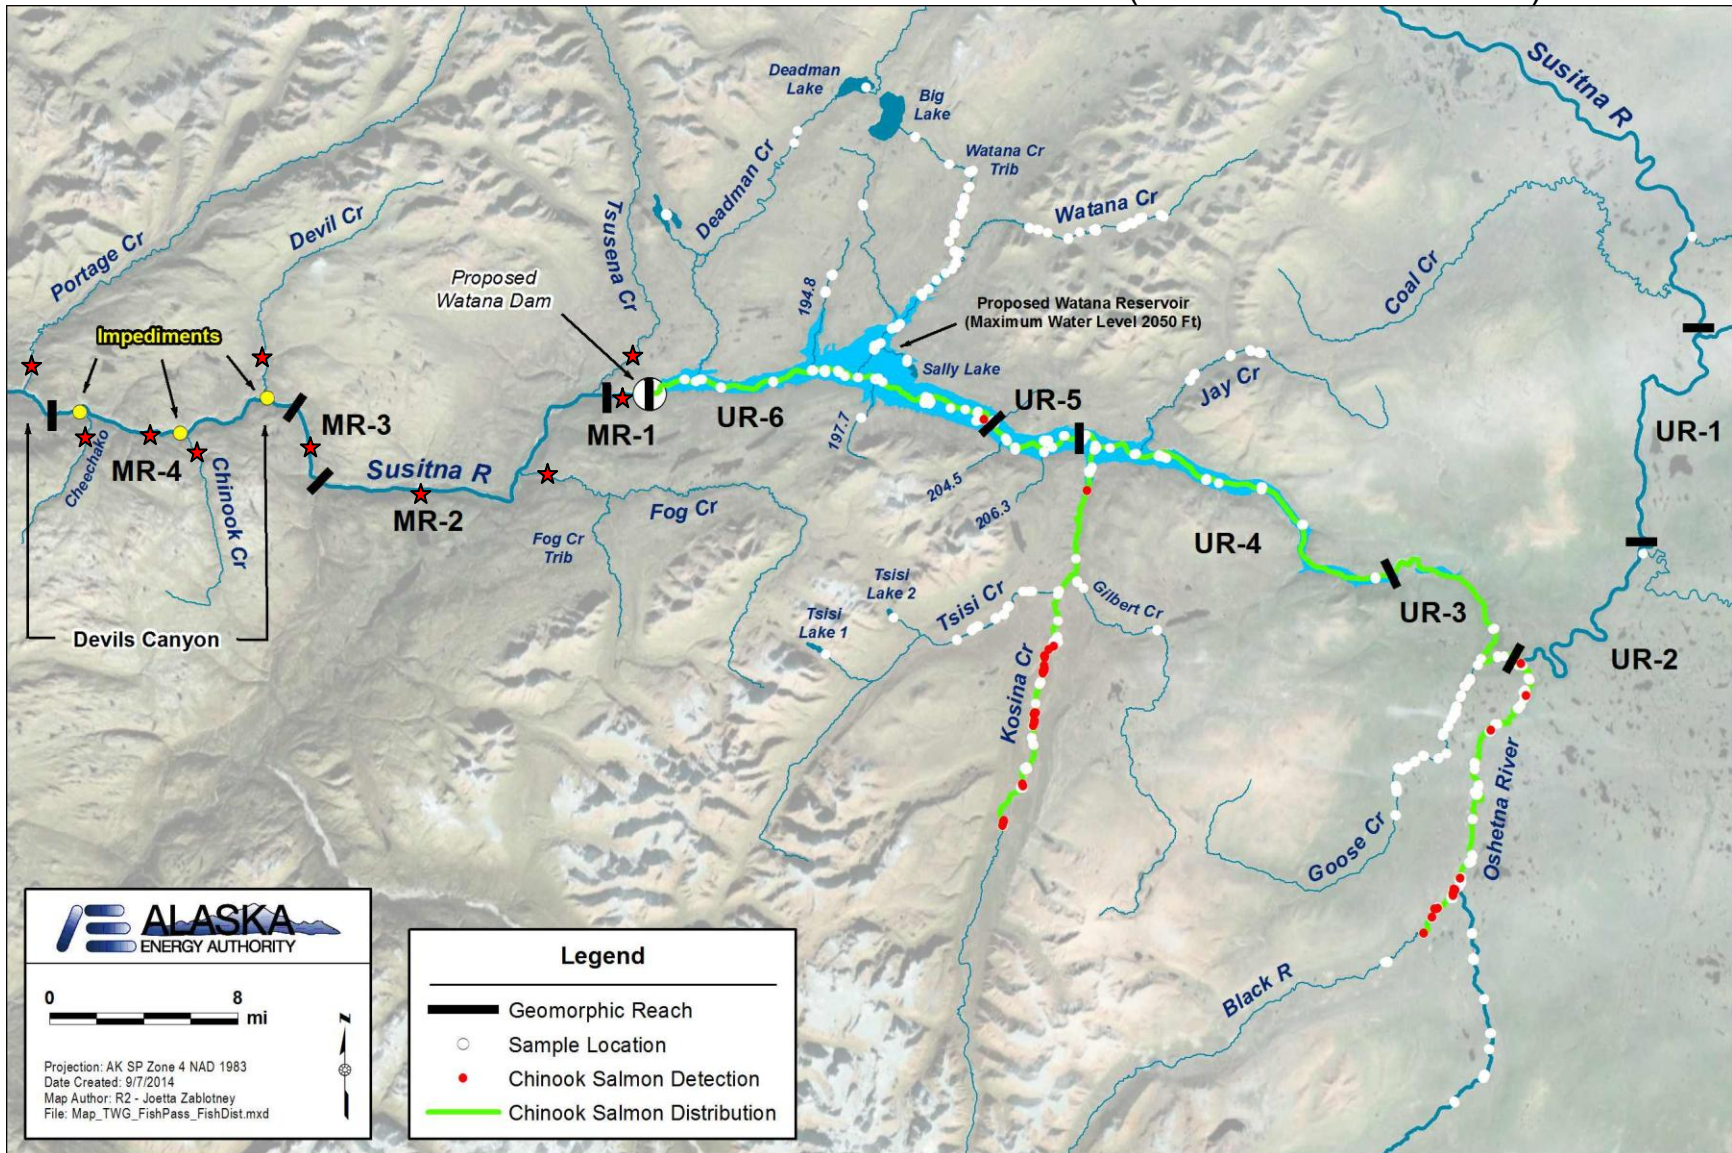 Susitna R
Deadman
Lake
Big
Lake
Watana Cr
Trib
Deadman Cr
Watana Cr
Tsusena Cr
Devil Cr
Portage Cr
Coal Cr
Proposed
Watana Dam
194.8
Proposed Watana Reservoir
(Maximum Water Level 2050 Ft)
Impediments
Sally Lake
Jay Cr
UR-5
UR-6
UR-1
MR-1
MR-3
197.7
MR-4
Cheechako
Chinook Cr
Susitna R
MR-2
204.5
206.3
Fog Cr
Fog Cr
Trib
UR-4
Tsisi
Lake 2
Tsisi Cr
Gilbert Cr
Tsisi
Lake 1
UR-3
UR-2
Devils Canyon
Kosina Cr
Oshetna River
Goose Cr
Black R
ALASKA
ENERGY AUTHORITY
0 8
mi
N
Projection: AK SP Zone 4 NAD 1983
Date Created: 9/7/2014
Map Author: R2 - Joetta Zablotney
File: Map_TWG_FishPass_FishDist.mxd
Legend
Geomorphic Reach
Sample Location
Chinook Salmon Detection
Chinook Salmon Distribution